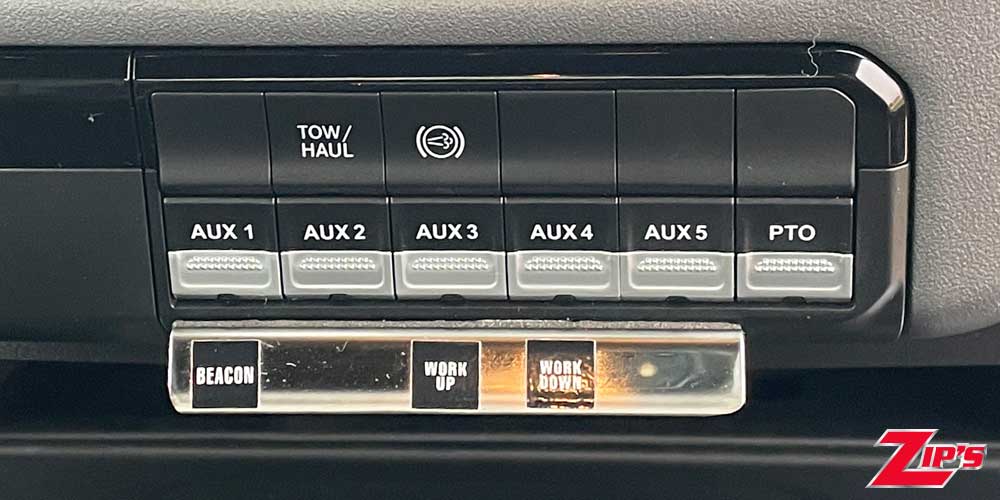 TOW/
HAUL
AUX 1 AUX 2 AUX 3 AUX 4 AUX 5 PTO
BEACON
WORK
UP
WORK
DOWN
ZIP'S